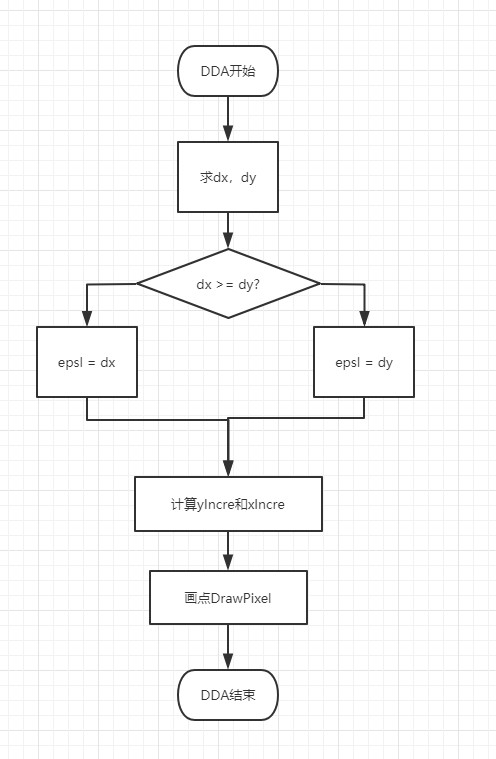 DDA开始
求dx，dy
dx >= dy?
epsl = dx
epsl = dy
计算yIncre和xIncre
画点DrawPixel
DDA结束